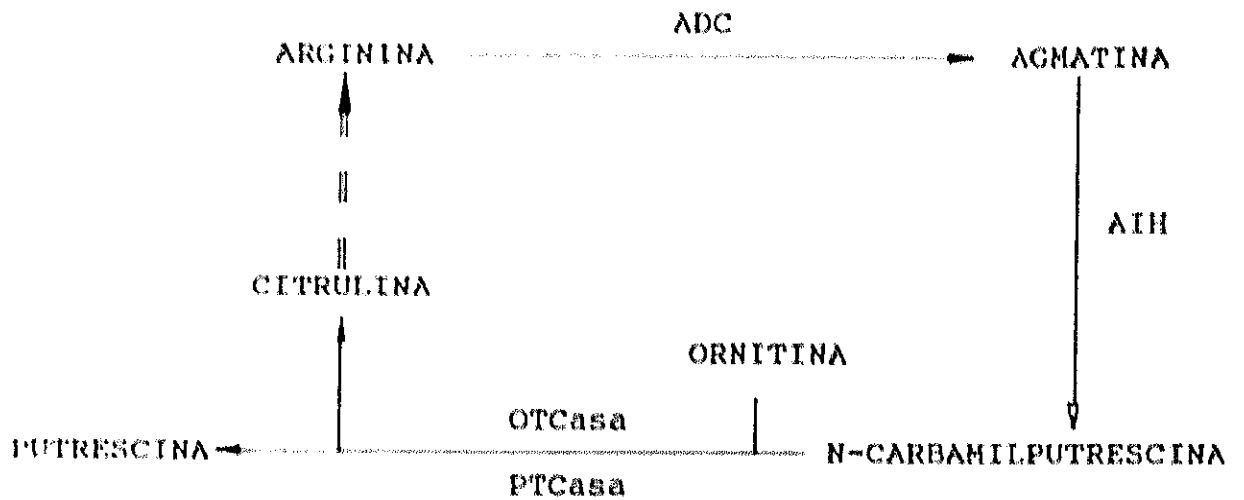 ADC
ARGININA
AGMATINA
AIH
CITRULINA
ORNITINA
OTCasa
PUTRESCINA
N-CARBAMILPUTRESCINA
PTCasa